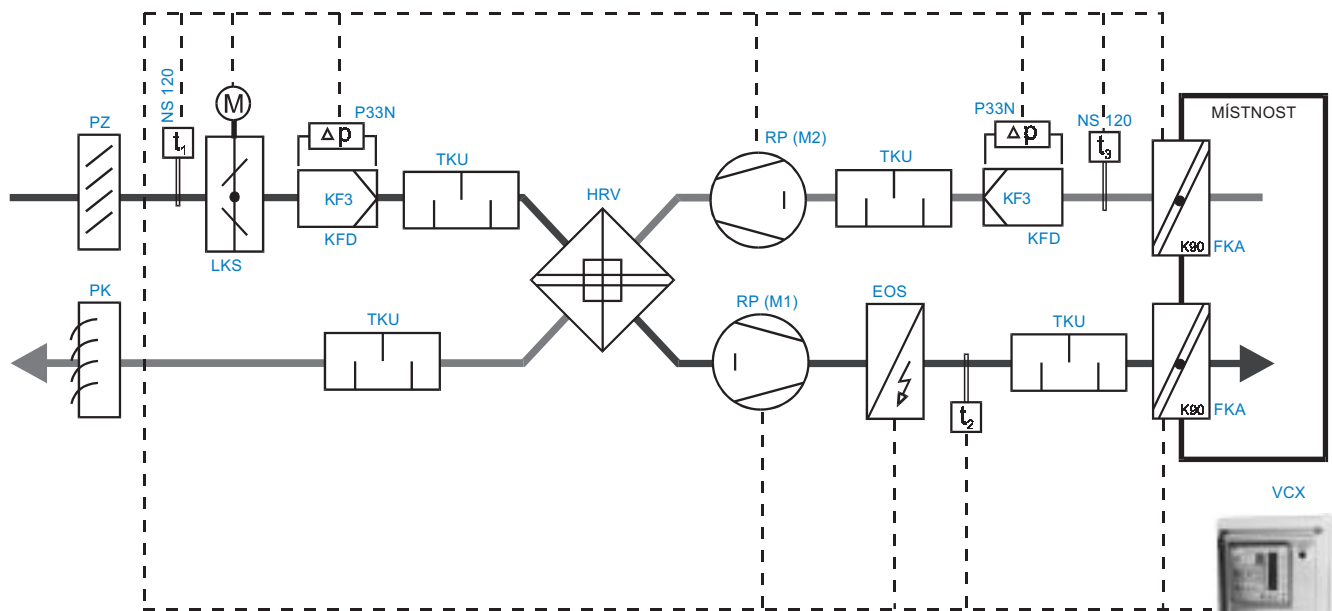 PZ
NS 120
t₁
M
LKS
P33N
Δp
KF3
KFD
TKU
HRV
RP (M2)
TKU
P33N
Δp
KF3
KFD
NS 120
t₃
MÍSTNOST
K90
FKA
PK
TKU
RP (M1)
EOS
t₂
TKU
K90
FKA
VCX